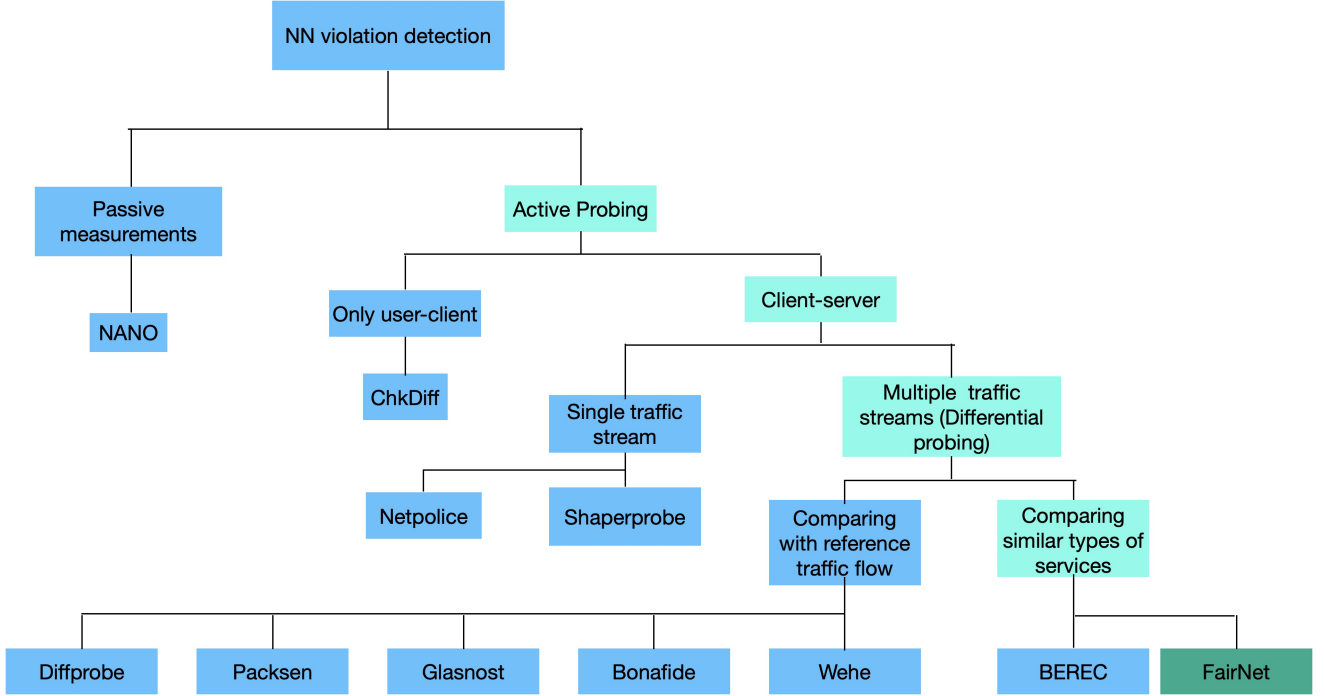 NN violation detection
Passive
measurements
Active Probing
NANO
Only user-client
Client-server
ChkDiff
Single traffic
stream
Multiple traffic
streams (Differential
probing)
Netpolice
Shaperprobe
Comparing
with reference
traffic flow
Comparing
similar types of
services
Diffprobe
Packsen
Glasnost
Bonafide
Wehe
BEREC
FairNet